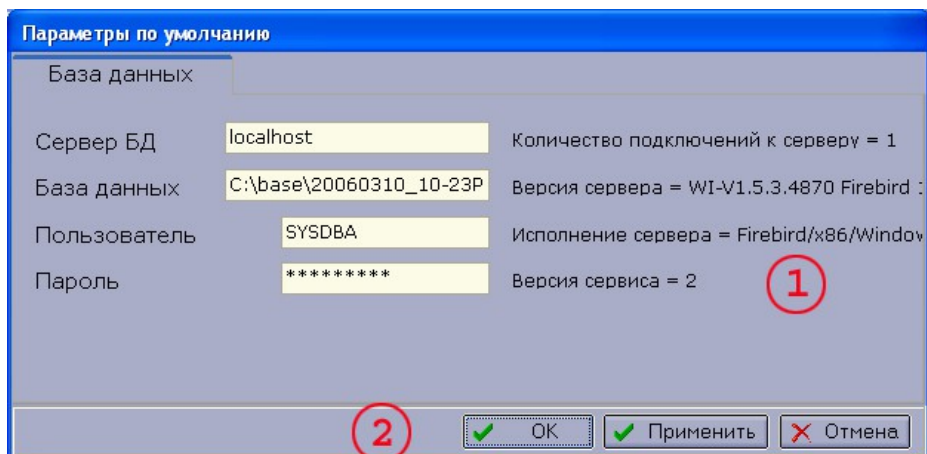 Параметры по умолчанию
База данных
Сервер БД localhost Количество подключений к серверу = 1
База данных C:\base\20060310_10-23P Версия сервера = WI-V1.5.3.4870 Firebird
Пользователь SYSDBA Исполнение сервера = Firebird/x86/Window
Пароль ********* Версия сервиса = 2
1
2 OK Применить Отмена